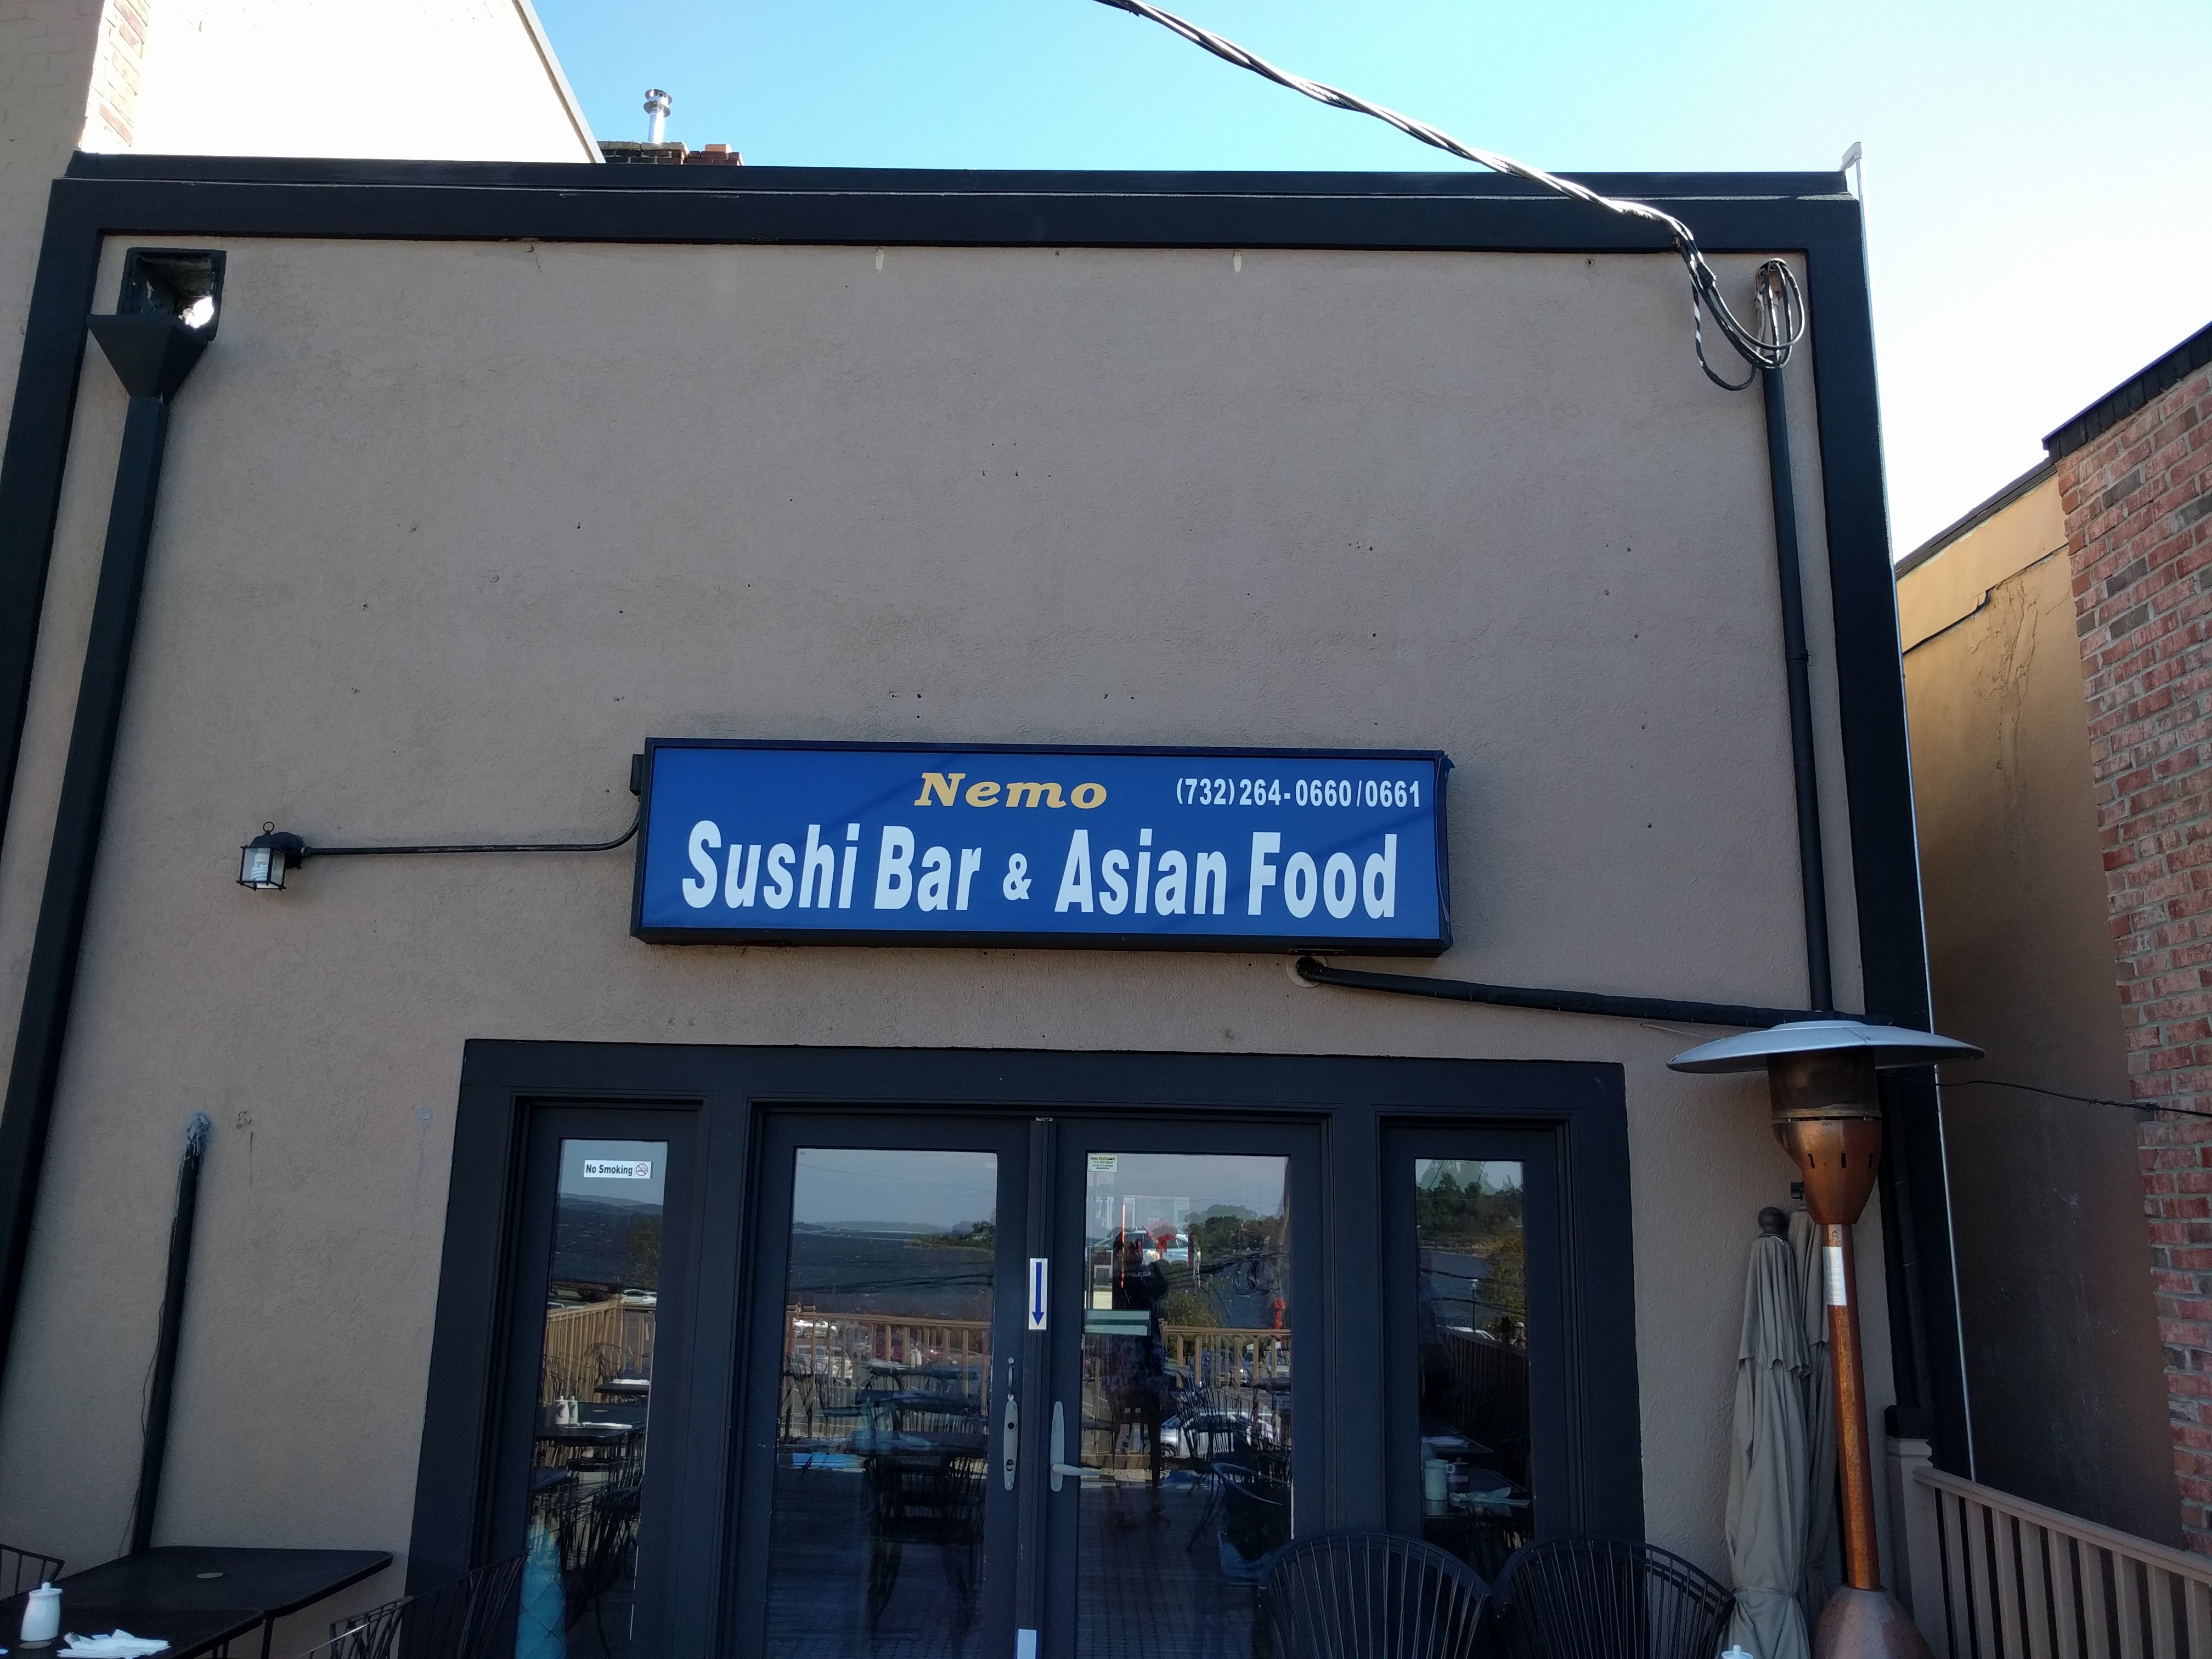 Nemo (732)264-0660/0661
Sushi Bar & Asian Food
No Smoking